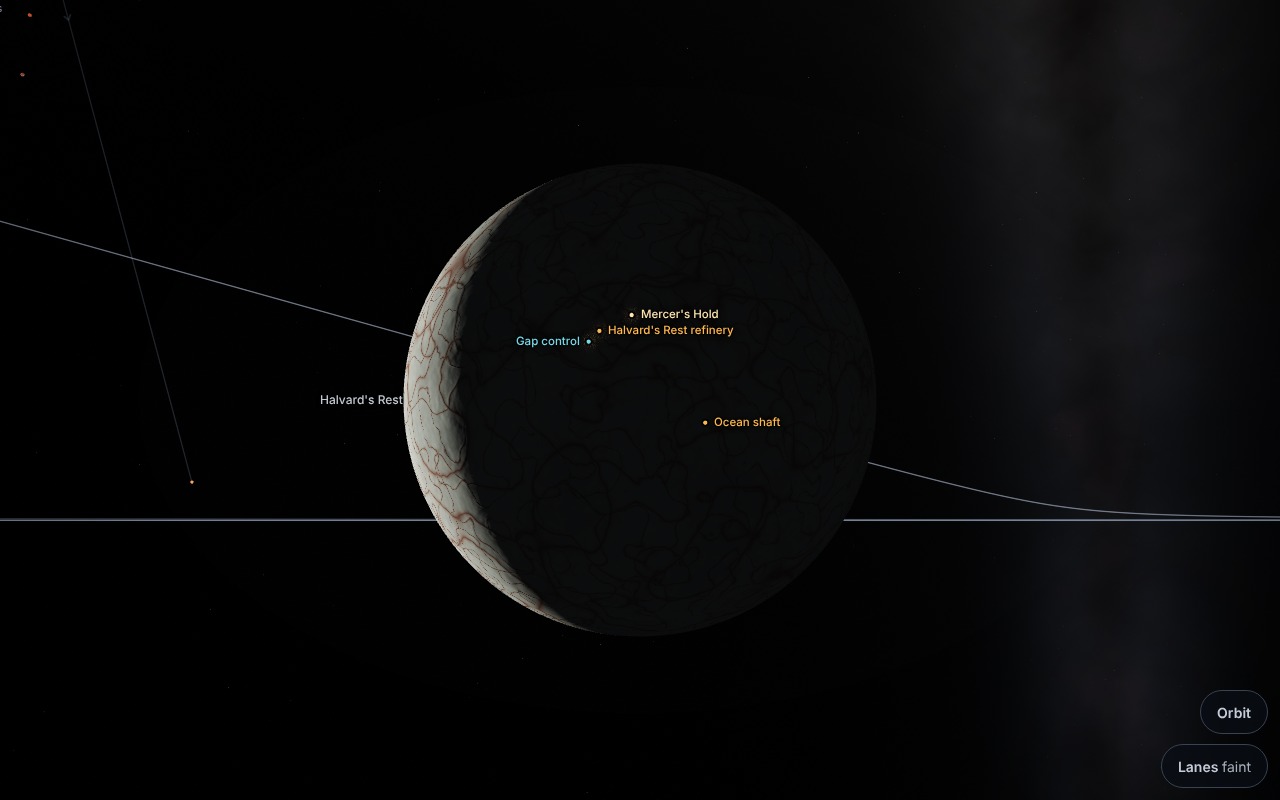 Mercer's Hold
Halvard's Rest refinery
Gap control
Halvard's Rest
Ocean shaft
Orbit
Lanes faint